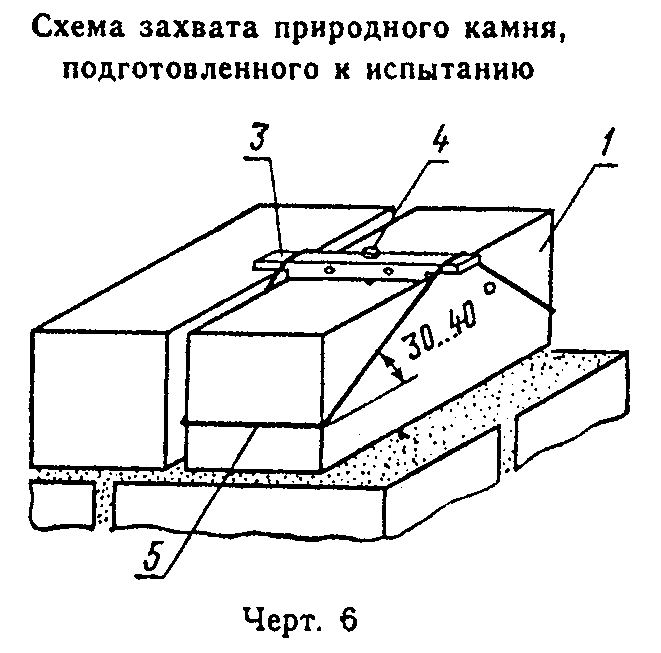 Схема захвата природного камня,
подготовленного к испытанию
3
4
1
30..40°
5
Черт. 6